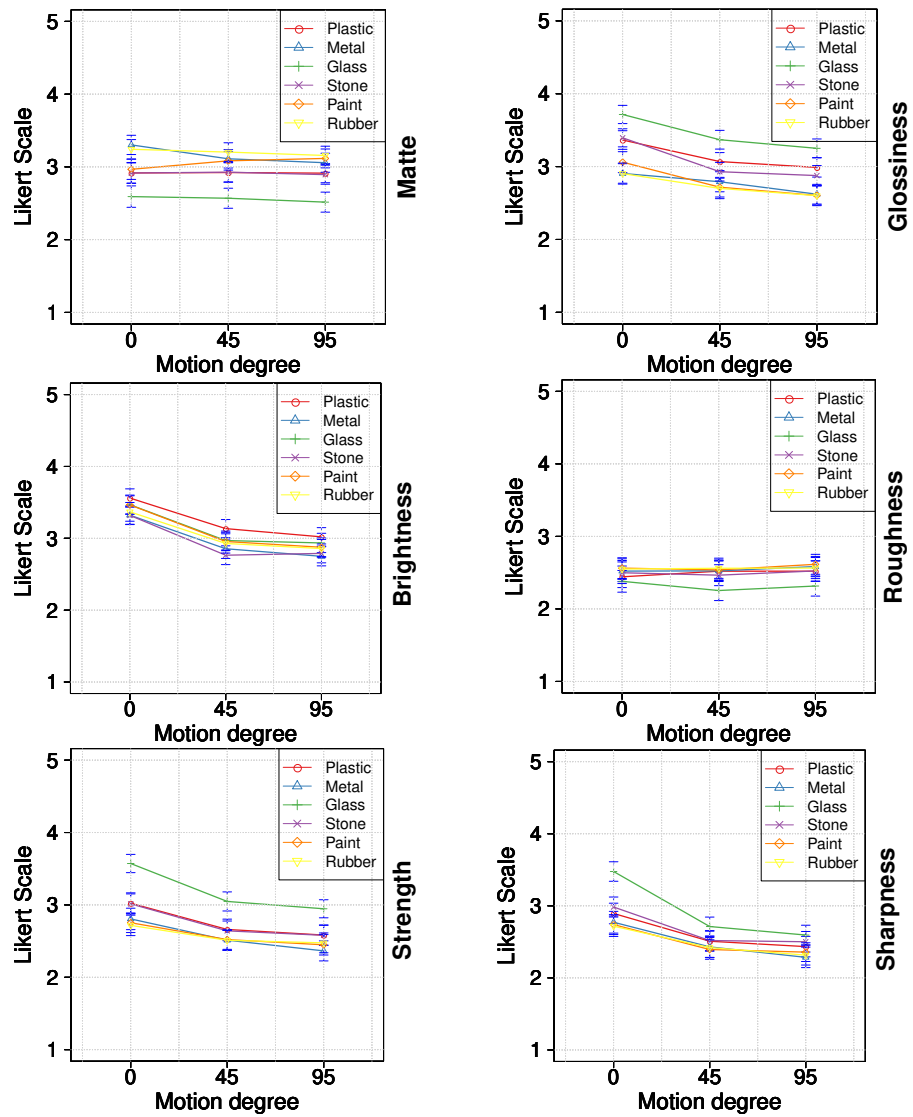 5
4
3
2
1
Likert Scale
Plastic
Metal
Glass
Stone
Paint
Rubber
Matte
0 45 95
Motion degree
5
4
3
2
1
Likert Scale
Plastic
Metal
Glass
Stone
Paint
Rubber
Glossiness
0 45 95
Motion degree
5
4
3
2
1
Likert Scale
Plastic
Metal
Glass
Stone
Paint
Rubber
Brightness
0 45 95
Motion degree
5
4
3
2
1
Likert Scale
Plastic
Metal
Glass
Stone
Paint
Rubber
Roughness
0 45 95
Motion degree
5
4
3
2
1
Likert Scale
Plastic
Metal
Glass
Stone
Paint
Rubber
Strength
0 45 95
Motion degree
5
4
3
2
1
Likert Scale
Plastic
Metal
Glass
Stone
Paint
Rubber
Sharpness
0 45 95
Motion degree